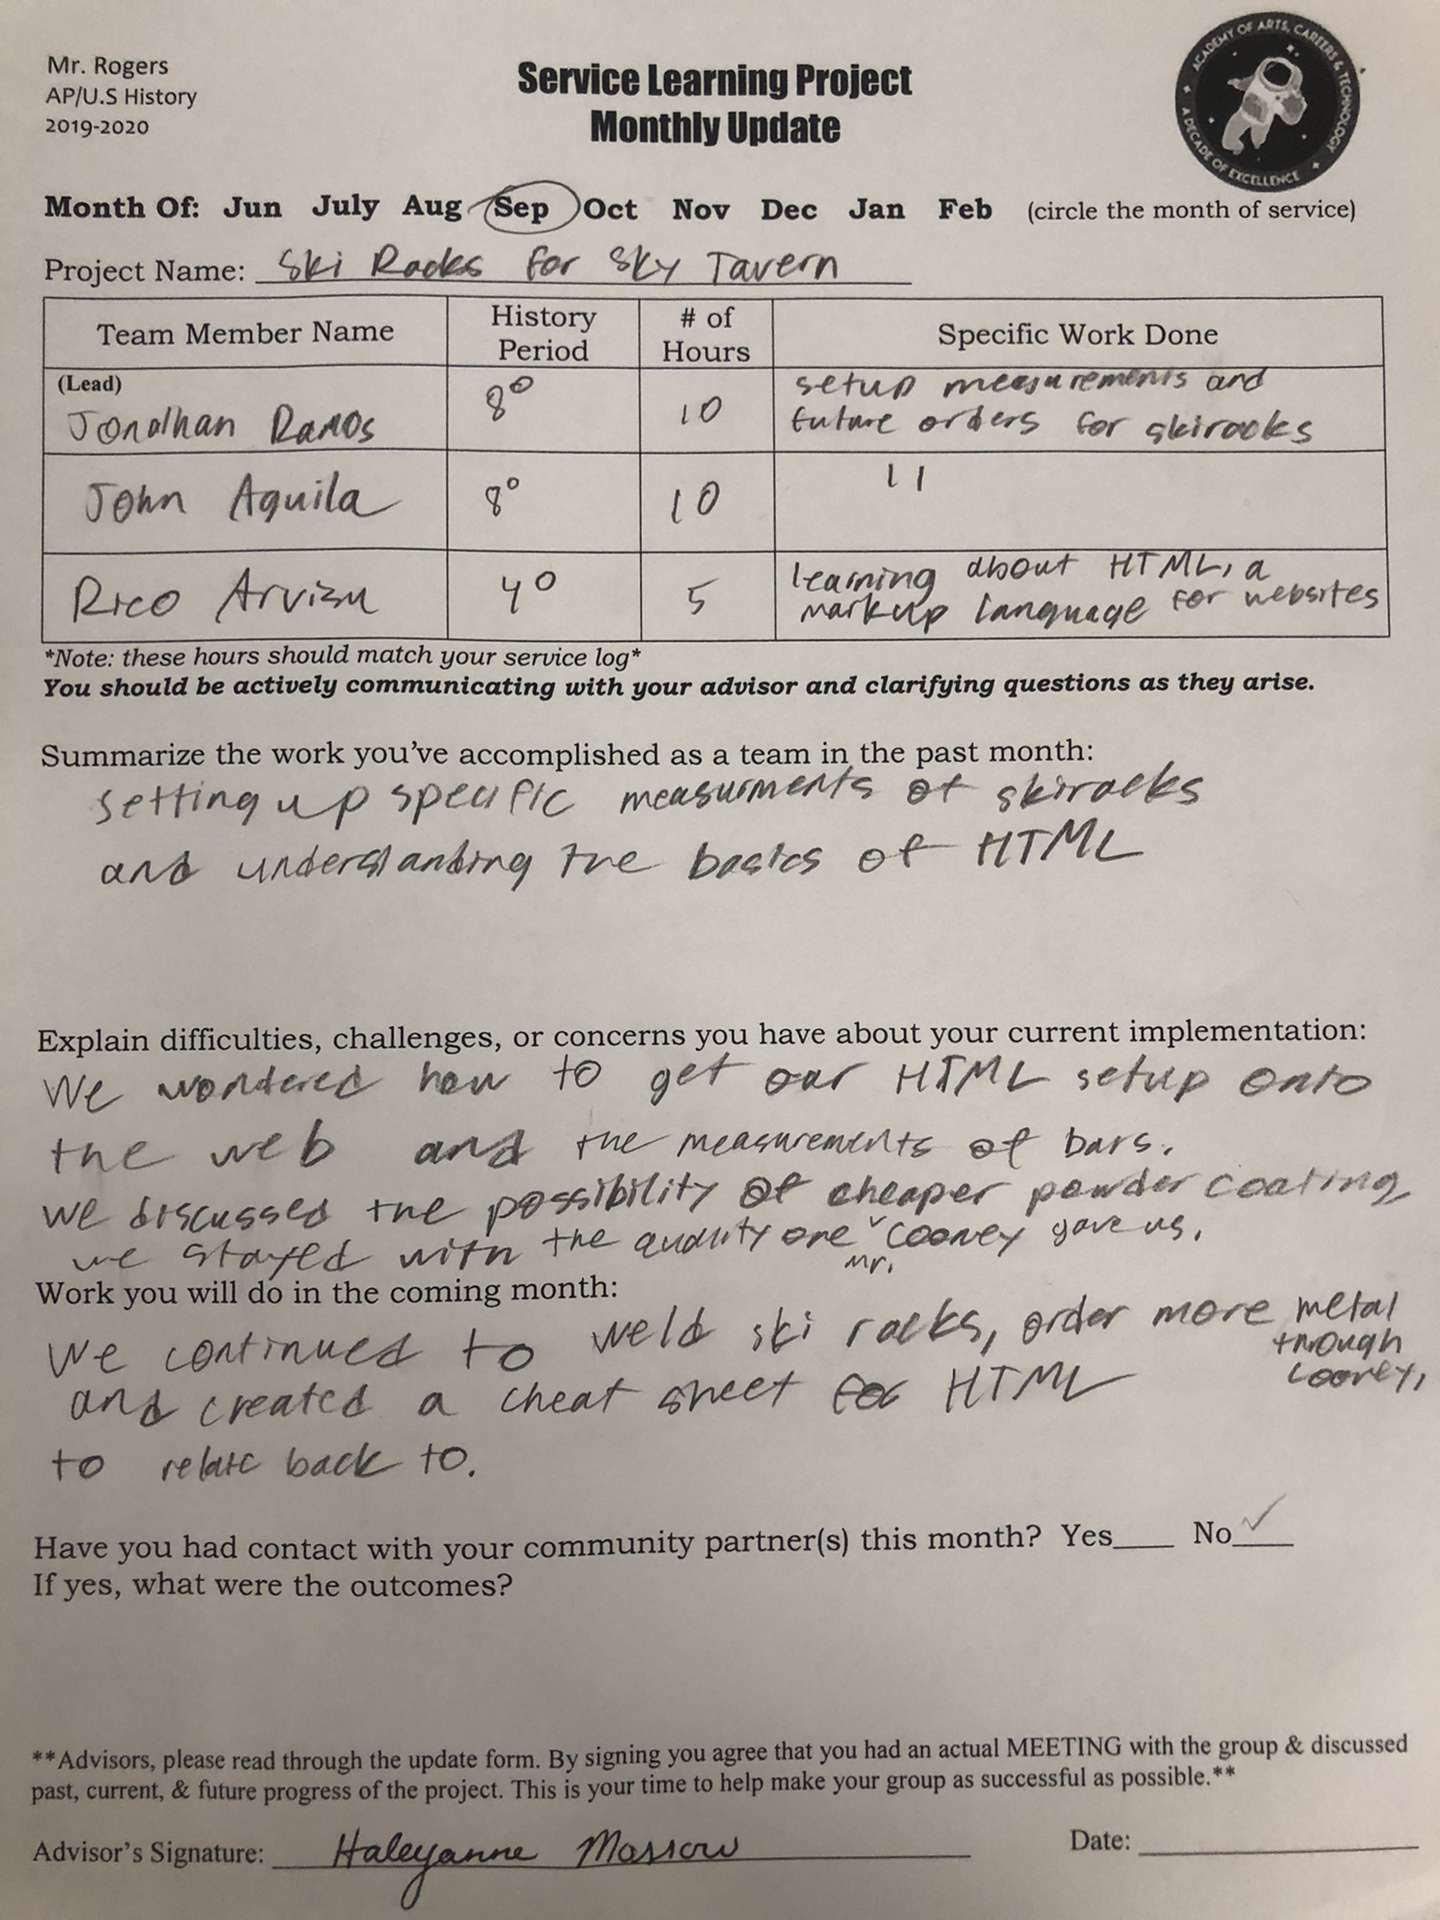 Mr. Rogers
AP/U.S History
2019-2020
Service Learning Project
Monthly Update
ACADEMY OF ARTS, CAREERS & TECHNOLOGY
A DECADE OF EXCELLENCE
Month Of: Jun July Aug Sep Oct Nov Dec Jan Feb (circle the month of service)
Project Name: Ski Racks for Sky Tavern
Team Member Name
History
Period
# of
Hours
Specific Work Done
(Lead)
Jonathan Ramos
8°
10
setup measurements and
future orders for skiracks
John Aguila
8°
10
11
Rico Arvizu
4°
5
learning about HTML, a
markup language for websites
*Note: these hours should match your service log*
You should be actively communicating with your advisor and clarifying questions as they arise.
Summarize the work you've accomplished as a team in the past month:
setting up specific measurments of skiracks
and understanding the basics of HTML
Explain difficulties, challenges, or concerns you have about your current implementation:
We wondered how to get our HTML setup onto
the web and the measurements of bars.
we discussed the possibility of cheaper powder coating
we stayed with the quality one Mr. Cooney gave us.
Work you will do in the coming month:
We continued to weld ski racks, order more metal
through
Cooney,
and created a cheat sheet for HTML
to relate back to.
Have you had contact with your community partner(s) this month? Yes____ No ✓
If yes, what were the outcomes?
**Advisors, please read through the update form. By signing you agree that you had an actual MEETING with the group & discussed
past, current, & future progress of the project. This is your time to help make your group as successful as possible.**
Advisor's Signature: Haleyanne Morrow Date: